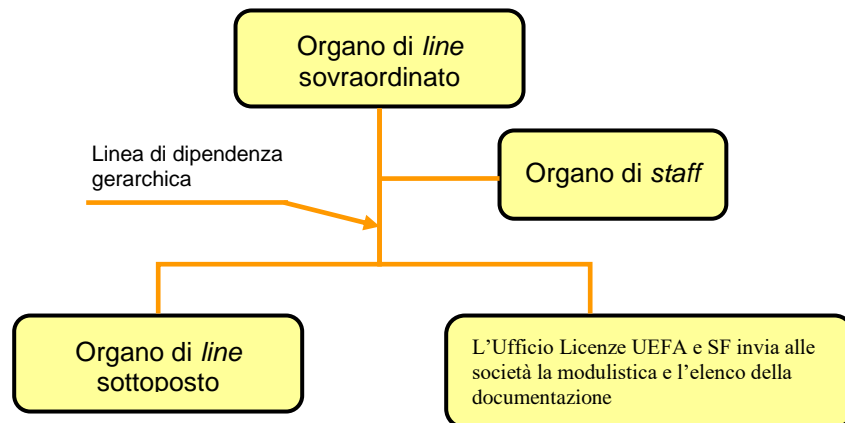 Organo di line
sovraordinato
Linea di dipendenza
gerarchica
Organo di staff
Organo di line
sottoposto
L'Ufficio Licenze UEFA e SF invia alle
società la modulistica e l'elenco della
documentazione